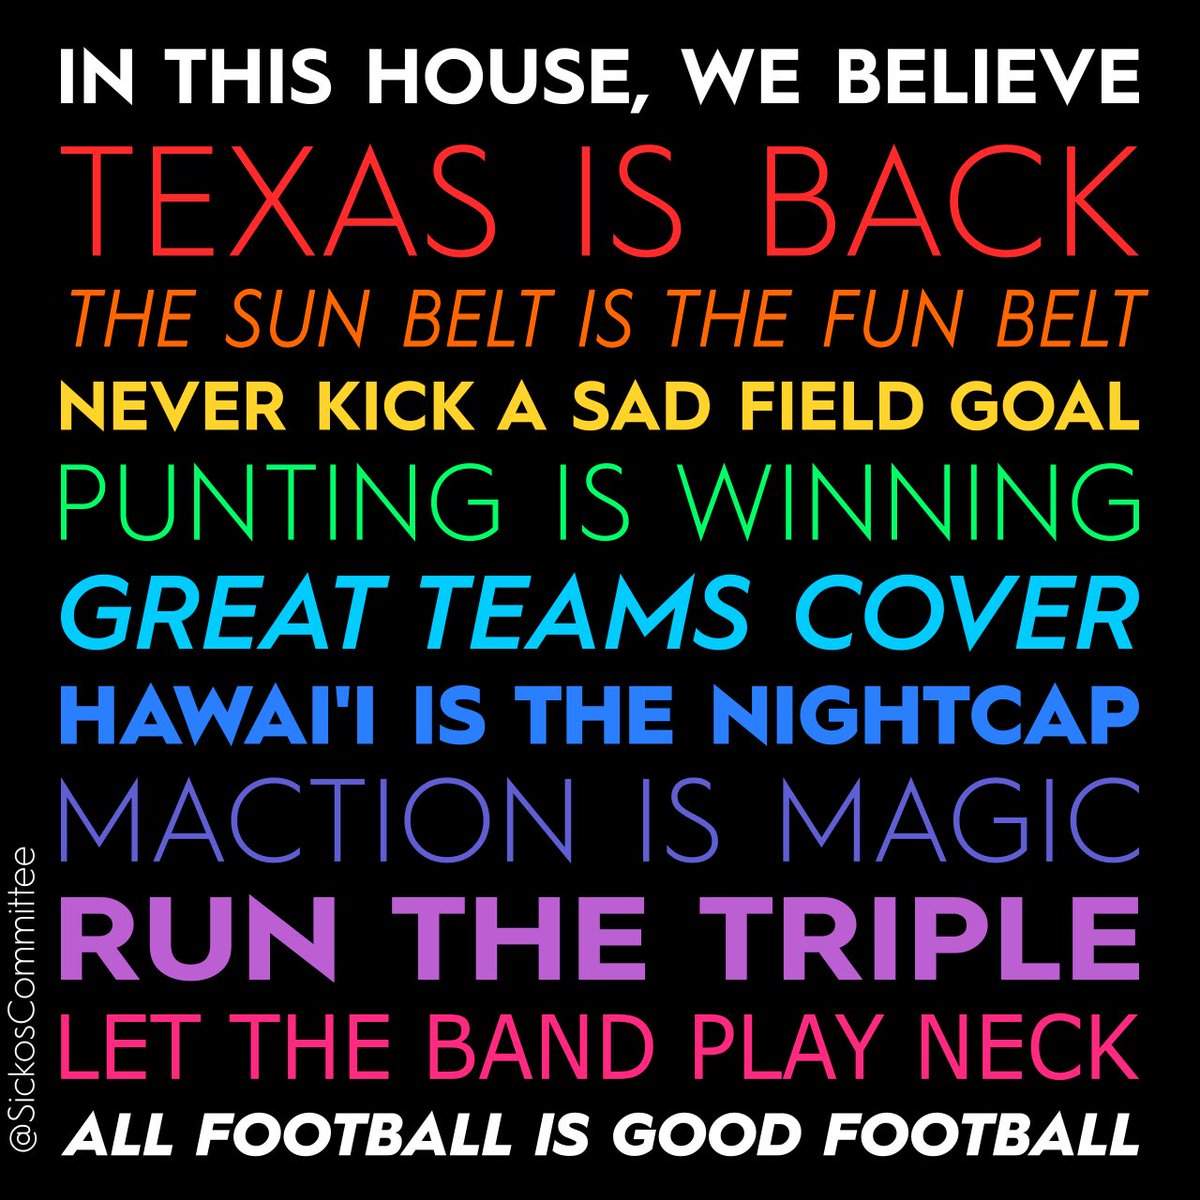 IN THIS HOUSE, WE BELIEVE
TEXAS IS BACK
THE SUN BELT IS THE FUN BELT
NEVER KICK A SAD FIELD GOAL
PUNTING IS WINNING
GREAT TEAMS COVER
HAWAI'I IS THE NIGHTCAP
MACTION IS MAGIC
RUN THE TRIPLE
LET THE BAND PLAY NECK
ALL FOOTBALL IS GOOD FOOTBALL
@SickosCommittee